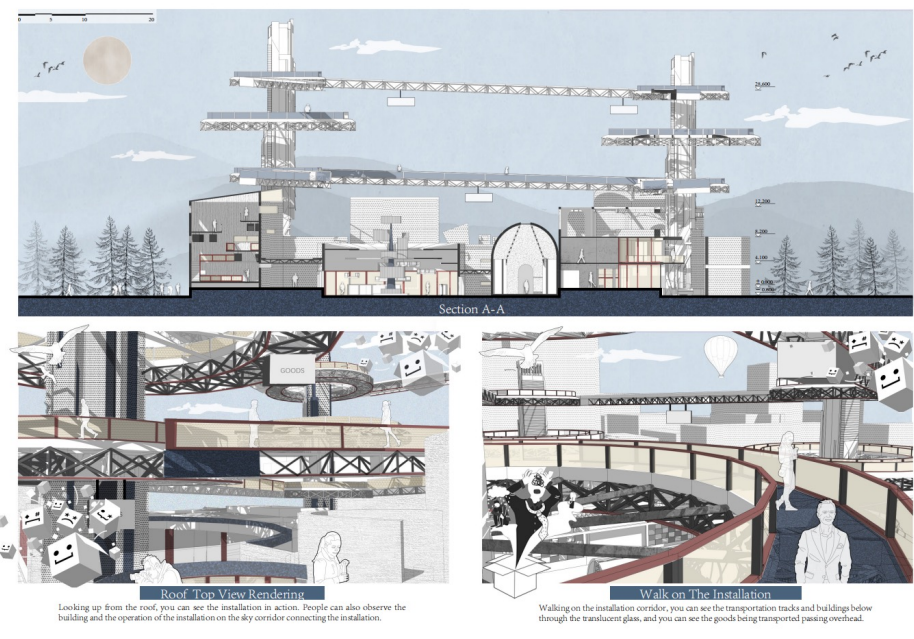 0 5 10 20
24,600
12,200
8,200
4,100
Section A-A
GOODS
Roof Top View Rendering
Looking up from the roof, you can see the installation in action. People can also observe the
building and the operation of the installation on the sky corridor connecting the installation.
Walk on The Installation
Walking on the installation corridor, you can see the transportation tracks and buildings below
through the translucent glass, and you can see the goods being transported passing overhead.